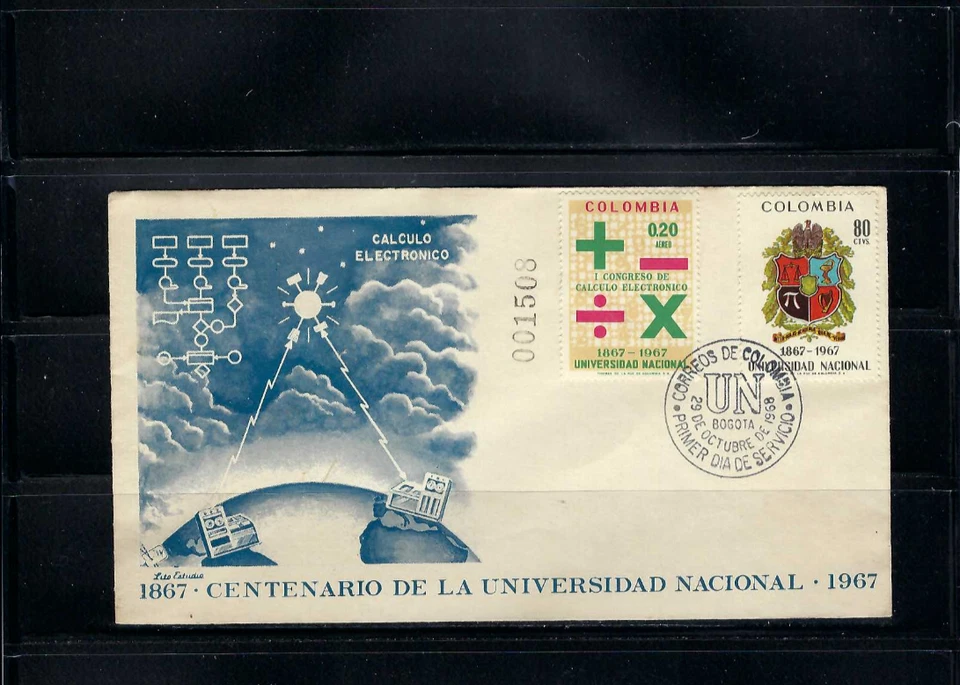 CALCULO
ELECTRONICO
001508
COLOMBIA
0.20
AÉREO
I CONGRESO DE
CALCULO ELECTRONICO
1867-1967
UNIVERSIDAD NACIONAL
COLOMBIA
80
CTVS.
π
1867-1967
UNIVERSIDAD NACIONAL
CORREOS DE COLOMBIA
UN
BOGOTA
29 DE OCTUBRE DE 1968
PRIMER DIA DE SERVICIO
Lito Estudio
1867 · CENTENARIO DE LA UNIVERSIDAD NACIONAL · 1967